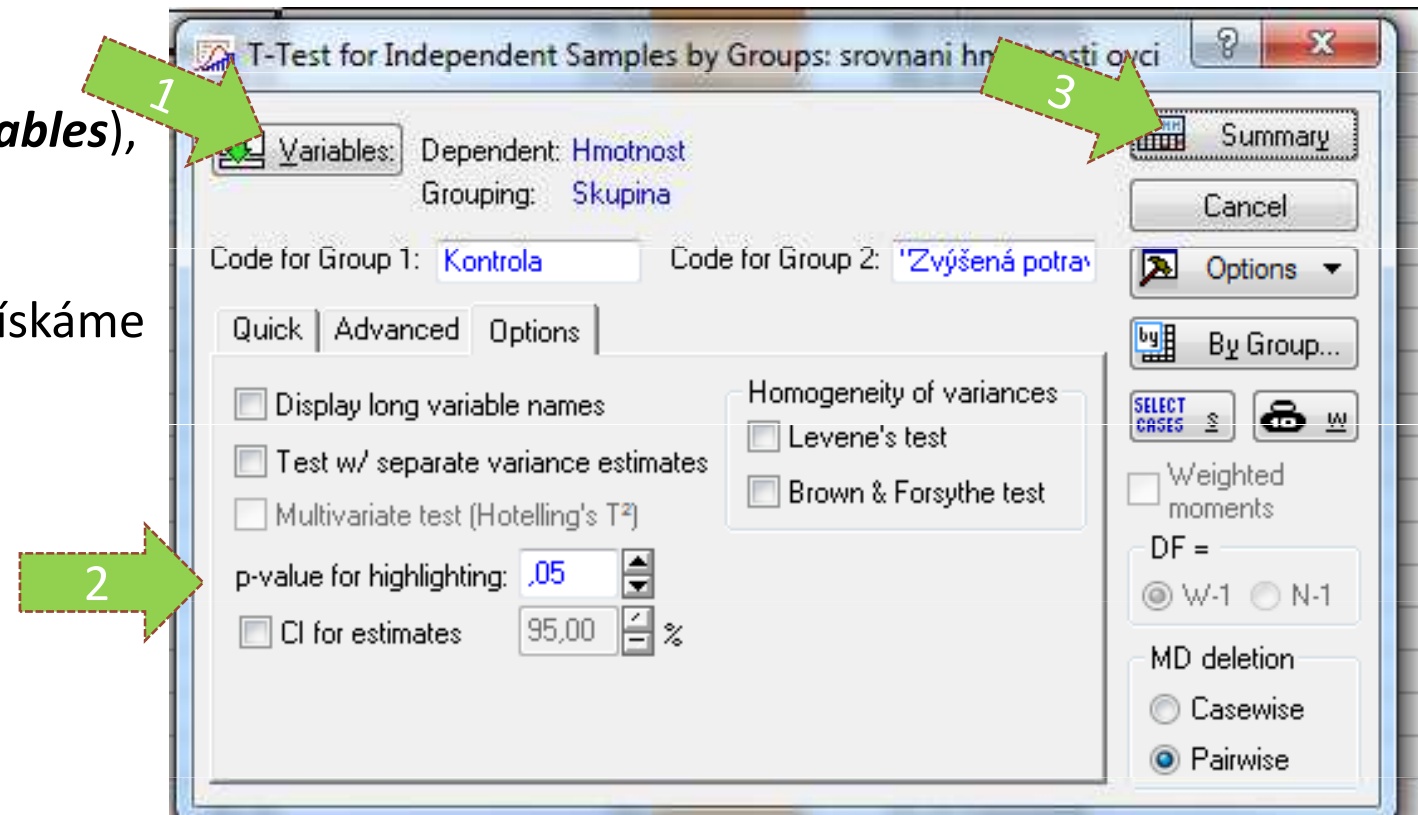 T-Test for Independent Samples by Groups: srovnani ovci
1
3
ables),
Variables:
Dependent: Hmotnost
Grouping: Skupina
Summary
Cancel
Code for Group 1: Kontrola
Code for Group 2: "Zvýšená potrav
Options
ískáme
Quick
Advanced
Options
by
By Group...
Display long variable names
Homogeneity of variances
Levene's test
SELECT CASES S
W
Test w/ separate variance estimates
Brown & Forsythe test
Weighted moments
Multivariate test (Hotelling's T²)
2
p-value for highlighting: ,05
DF =
W-1
N-1
CI for estimates 95,00 %
MD deletion
Casewise
Pairwise